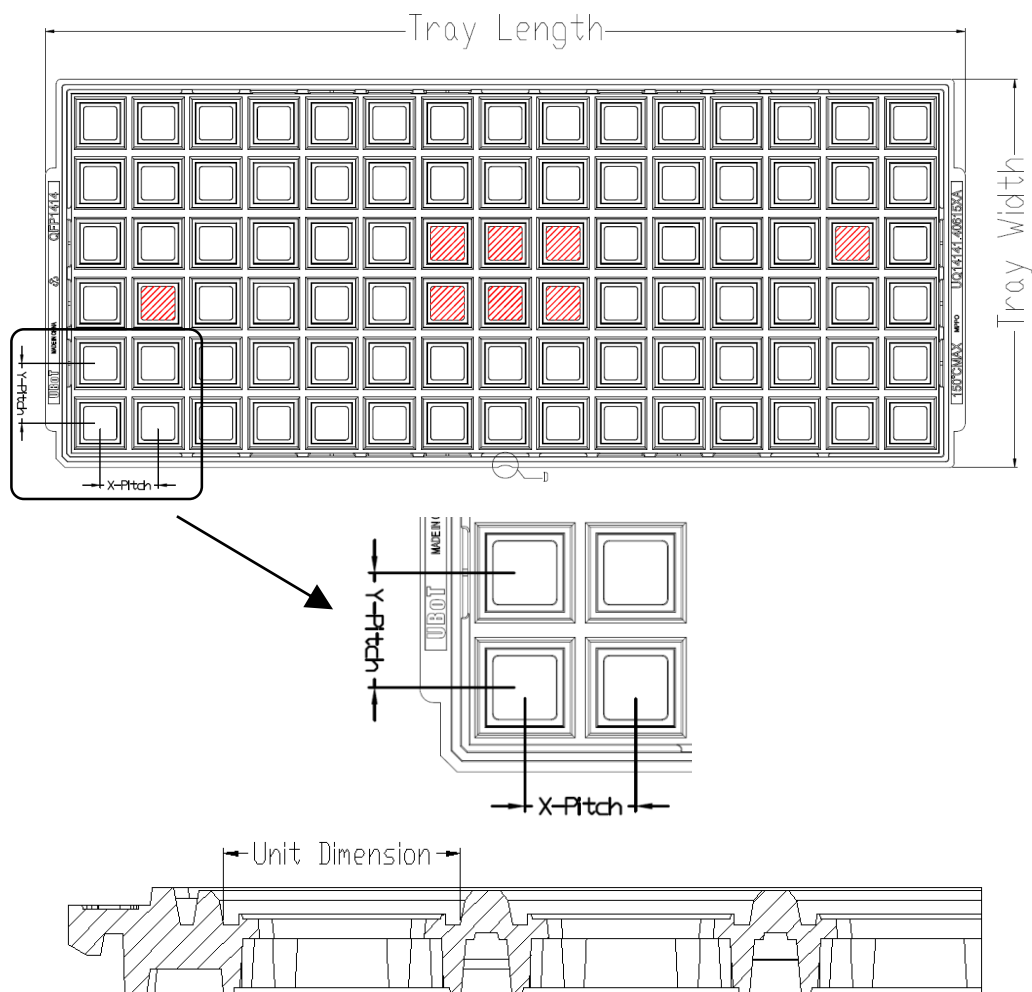 Tray Length
Tray Width
QFP1414
MADE IN CHINA
UBoT
UQ14141.40615XA
MPPO
150°CMAX
Y-Pitch
X-Pitch
D
MADE IN C
UBoT
Y-Pitch
X-Pitch
Unit Dimension